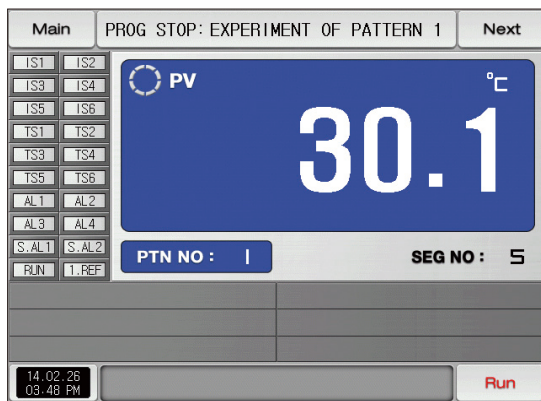 Main PROG STOP: EXPERIMENT OF PATTERN 1 Next
IS1 IS2
IS3 IS4
IS5 IS6
TS1 TS2
TS3 TS4
TS5 TS6
AL1 AL2
AL3 AL4
S.AL1 S.AL2
RUN 1.REF
PV
℃
30.1
PTN NO : 1
SEG NO : 5
14.02.26
03:48 PM
Run